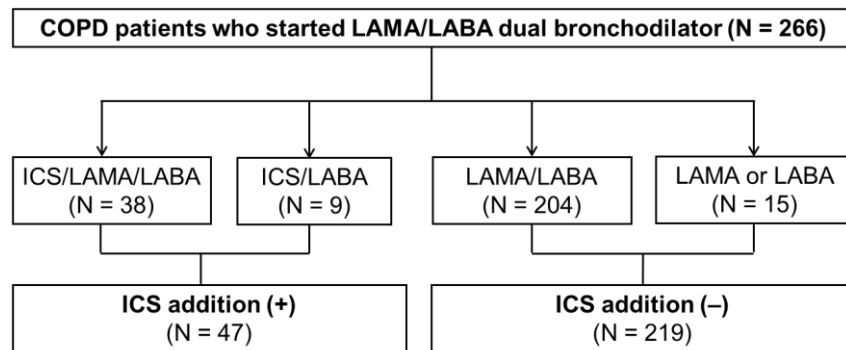 COPD patients who started LAMA/LABA dual bronchodilator (N = 266)
ICS/LAMA/LABA
(N = 38)
ICS/LABA
(N = 9)
LAMA/LABA
(N = 204)
LAMA or LABA
(N = 15)
ICS addition (+)
(N = 47)
ICS addition (–)
(N = 219)